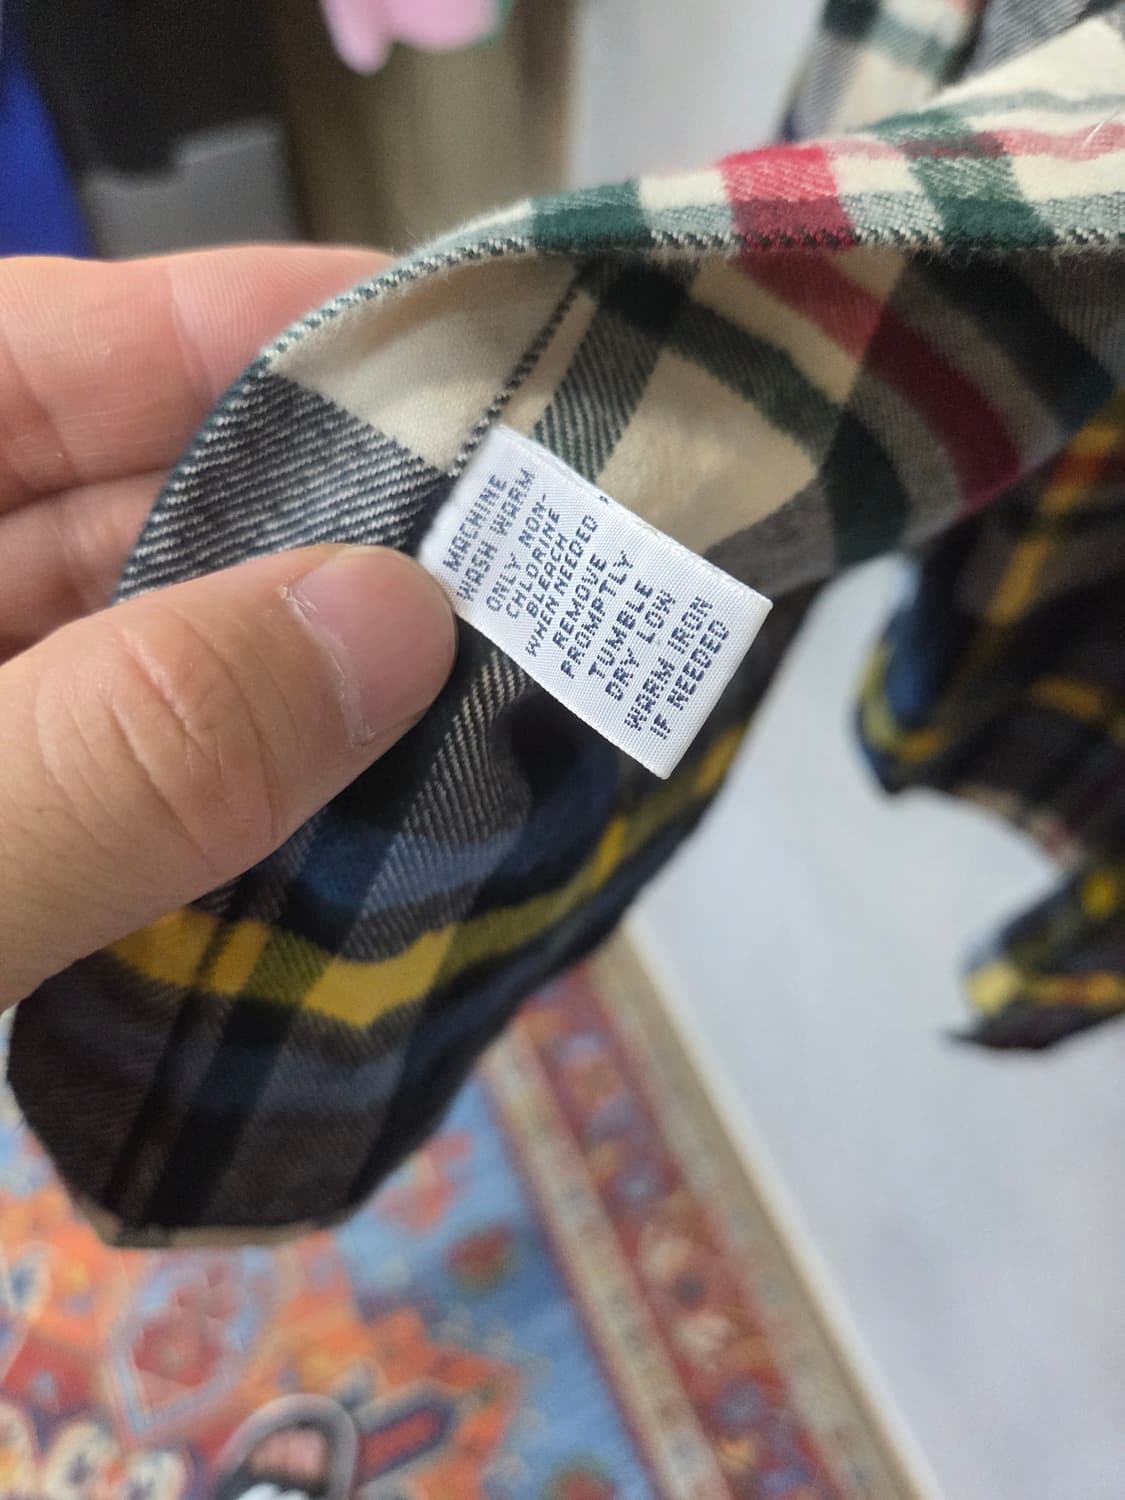 MACHINE
WASH WARM
ONLY NON-
CHLORINE
BLEACH
WHEN NEEDED
REMOVE
PROMPTLY
TUMBLE
DRY LOW
WARM IRON
IF NEEDED